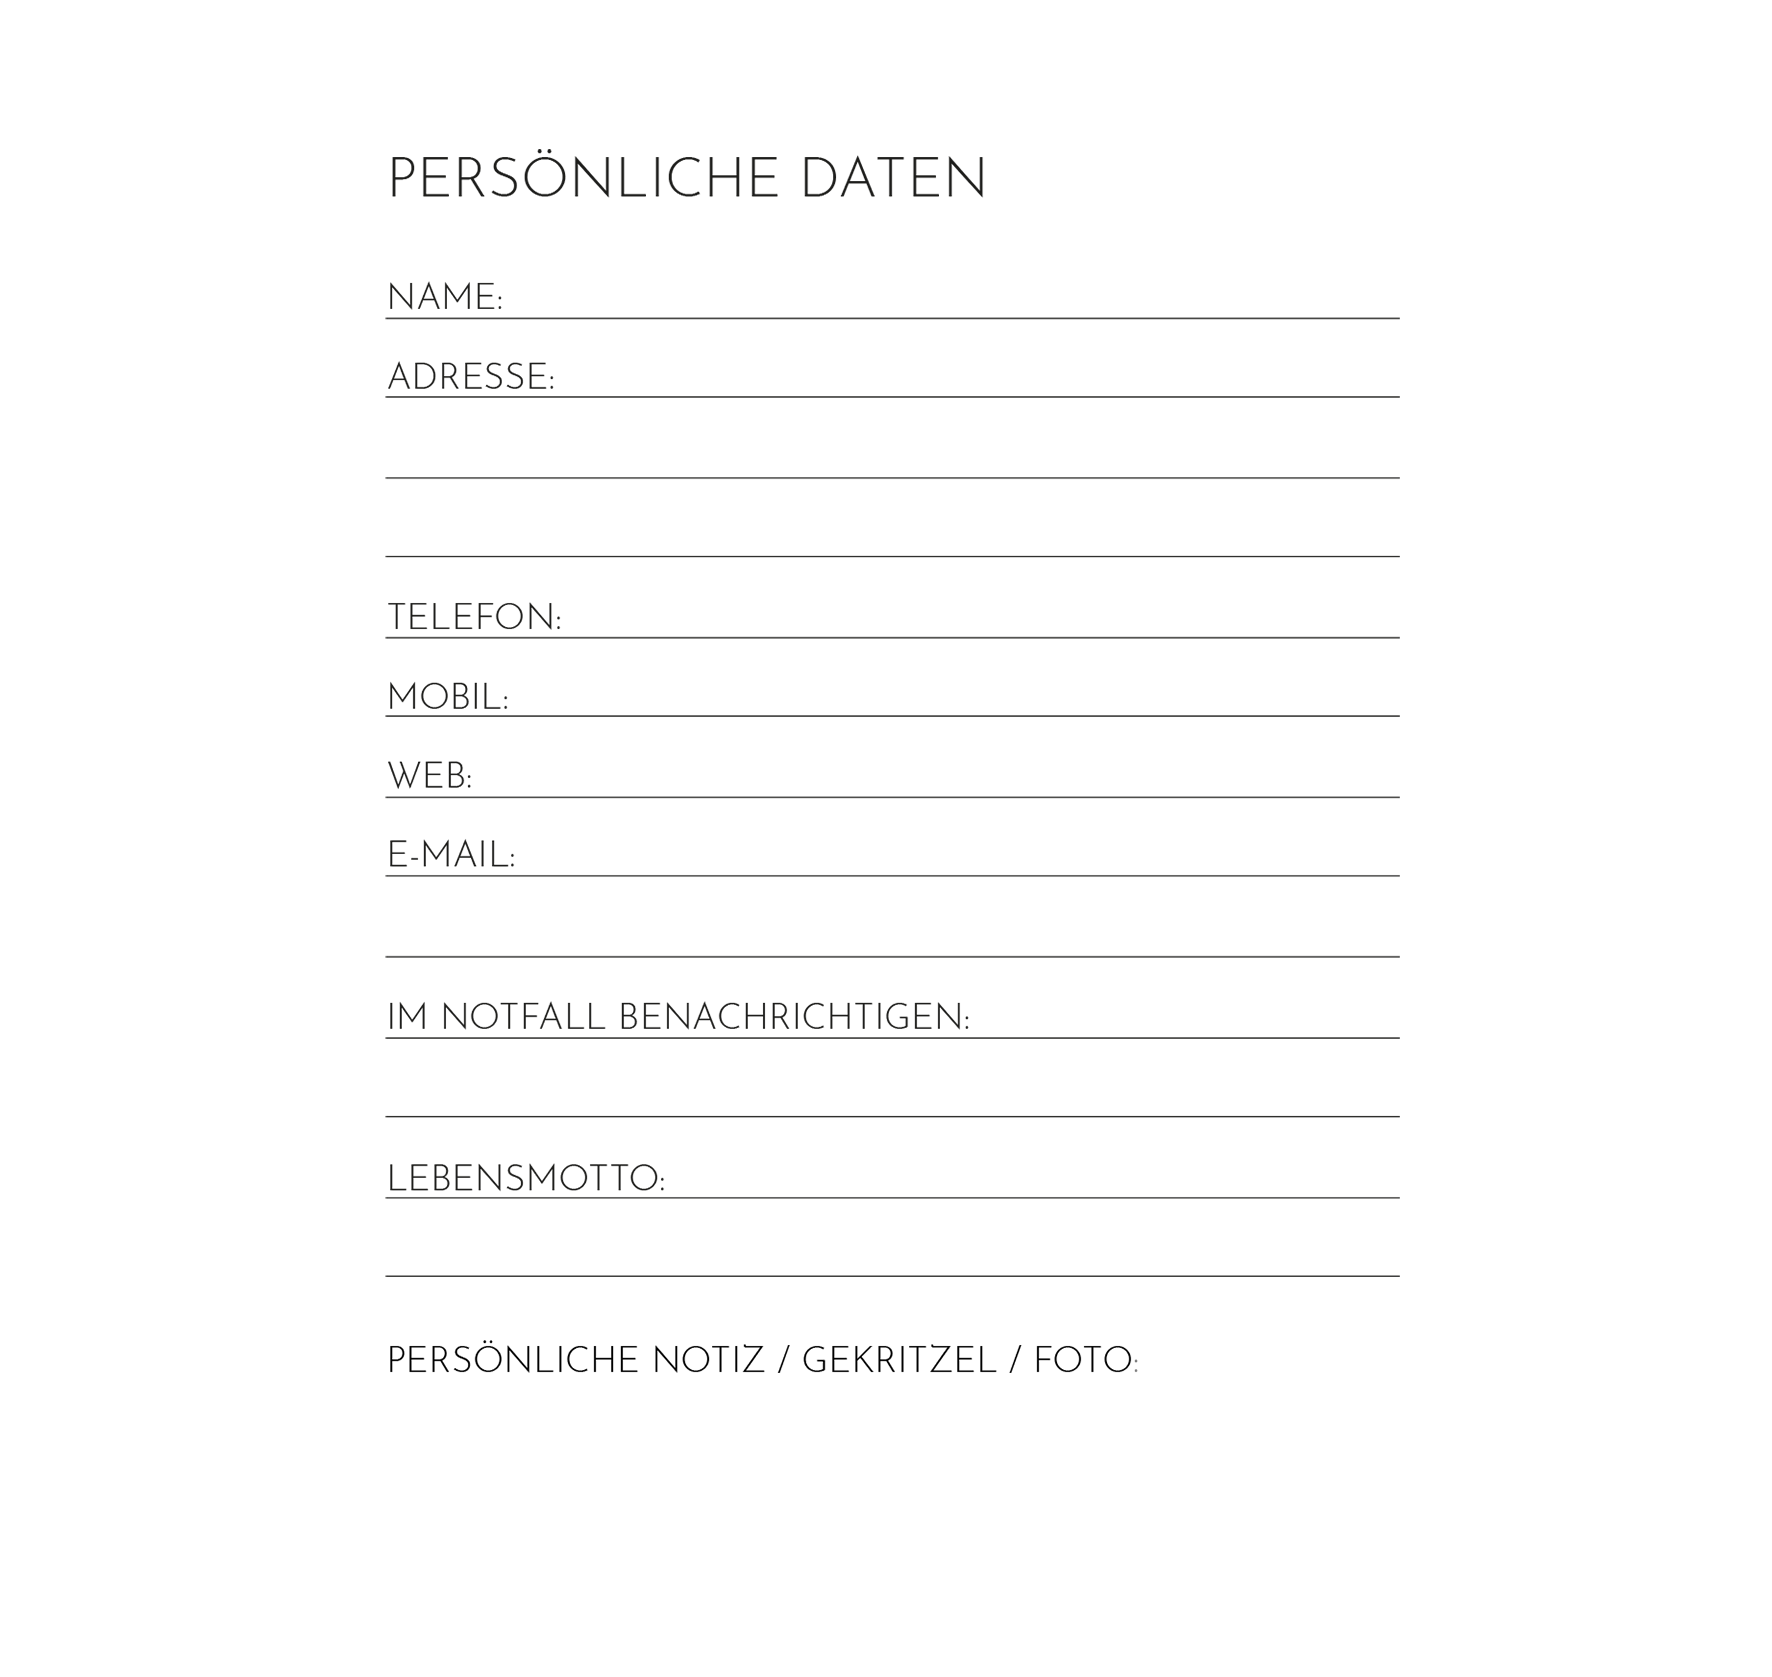 PERSÖNLICHE DATEN
NAME:
ADRESSE:
TELEFON:
MOBIL:
WEB:
E-MAIL:
IM NOTFALL BENACHRICHTIGEN:
LEBENSMOTTO:
PERSÖNLICHE NOTIZ / GEKRITZEL / FOTO: